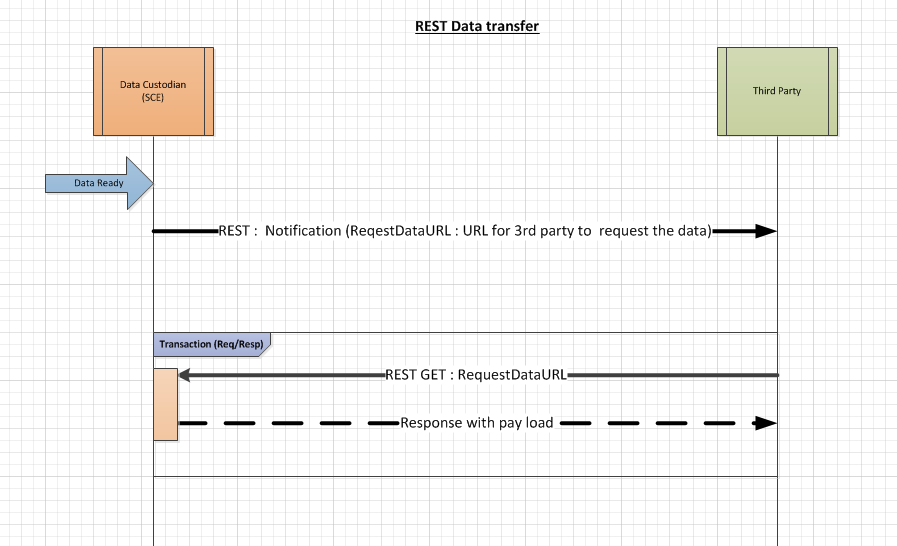 REST Data transfer
Data Custodian
(SCE)
Third Party
Data Ready
REST :  Notification (ReqestDataURL : URL for 3rd party to  request the data)
Transaction (Req/Resp)
REST GET : RequestDataURL
Response with pay load